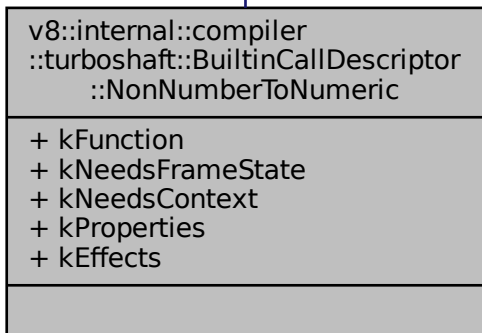 v8::internal::compiler
::turboshaft::BuiltinCallDescriptor
::NonNumberToNumeric
+ kFunction
+ kNeedsFrameState
+ kNeedsContext
+ kProperties
+ kEffects